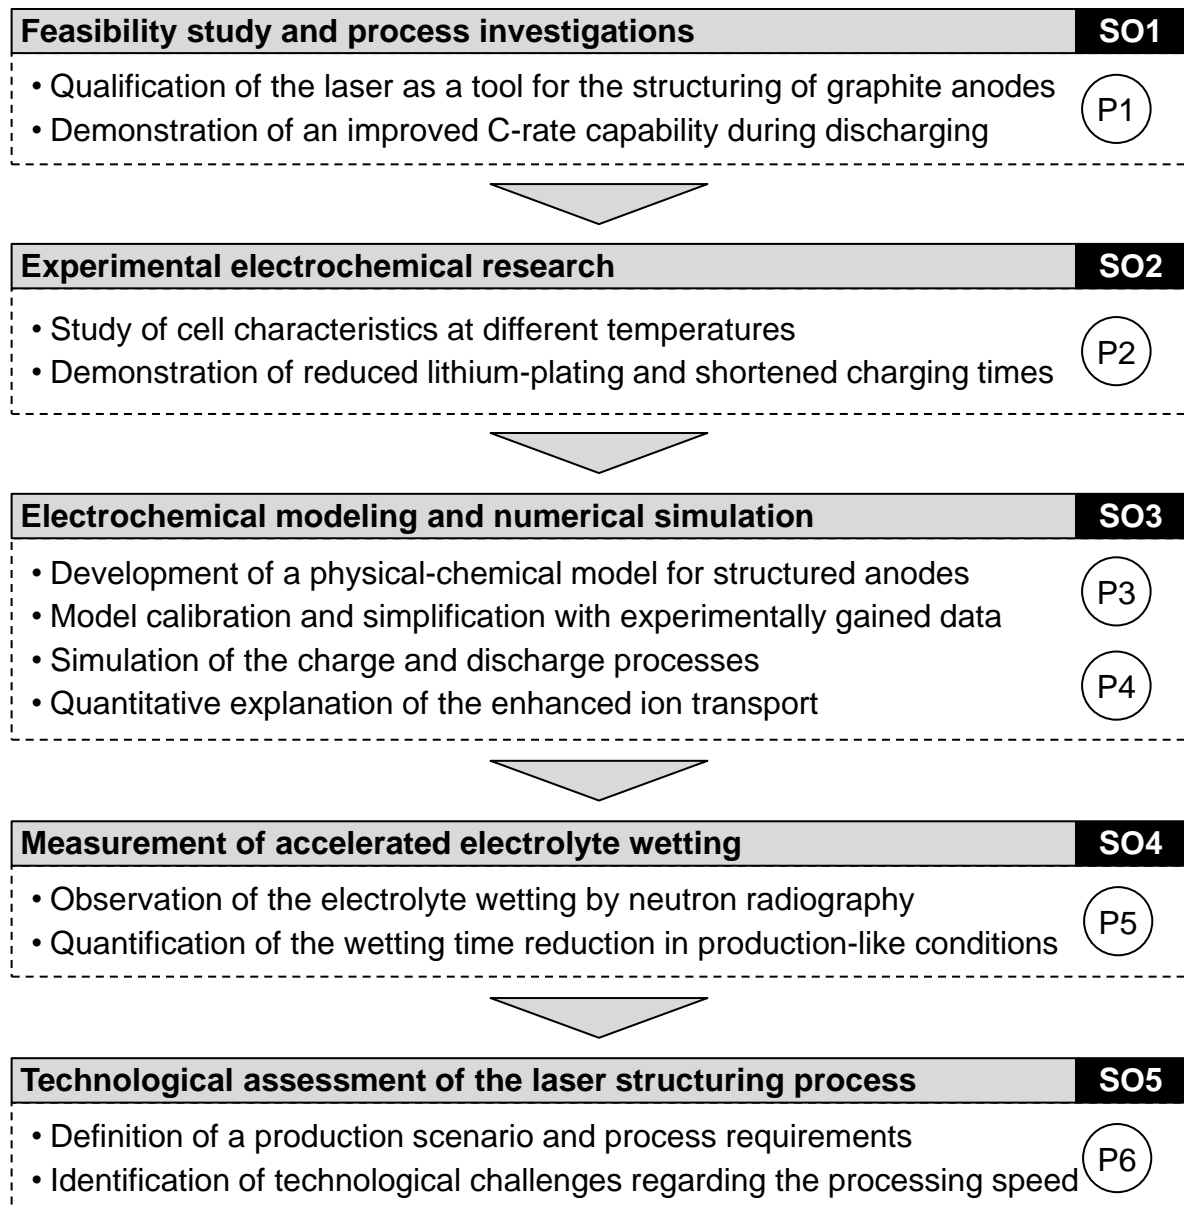 Feasibility study and process investigations SO1
• Qualification of the laser as a tool for the structuring of graphite anodes
• Demonstration of an improved C-rate capability during discharging
P1
Experimental electrochemical research SO2
• Study of cell characteristics at different temperatures
• Demonstration of reduced lithium-plating and shortened charging times
P2
Electrochemical modeling and numerical simulation SO3
• Development of a physical-chemical model for structured anodes
• Model calibration and simplification with experimentally gained data
• Simulation of the charge and discharge processes
• Quantitative explanation of the enhanced ion transport
P3
P4
Measurement of accelerated electrolyte wetting SO4
• Observation of the electrolyte wetting by neutron radiography
• Quantification of the wetting time reduction in production-like conditions
P5
Technological assessment of the laser structuring process SO5
• Definition of a production scenario and process requirements
• Identification of technological challenges regarding the processing speed
P6